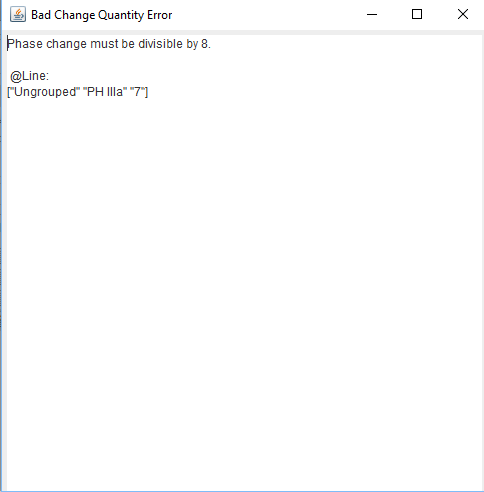 Bad Change Quantity Error
Phase change must be divisible by 8.
@Line:
["Ungrouped" "PH IIIa" "7"]